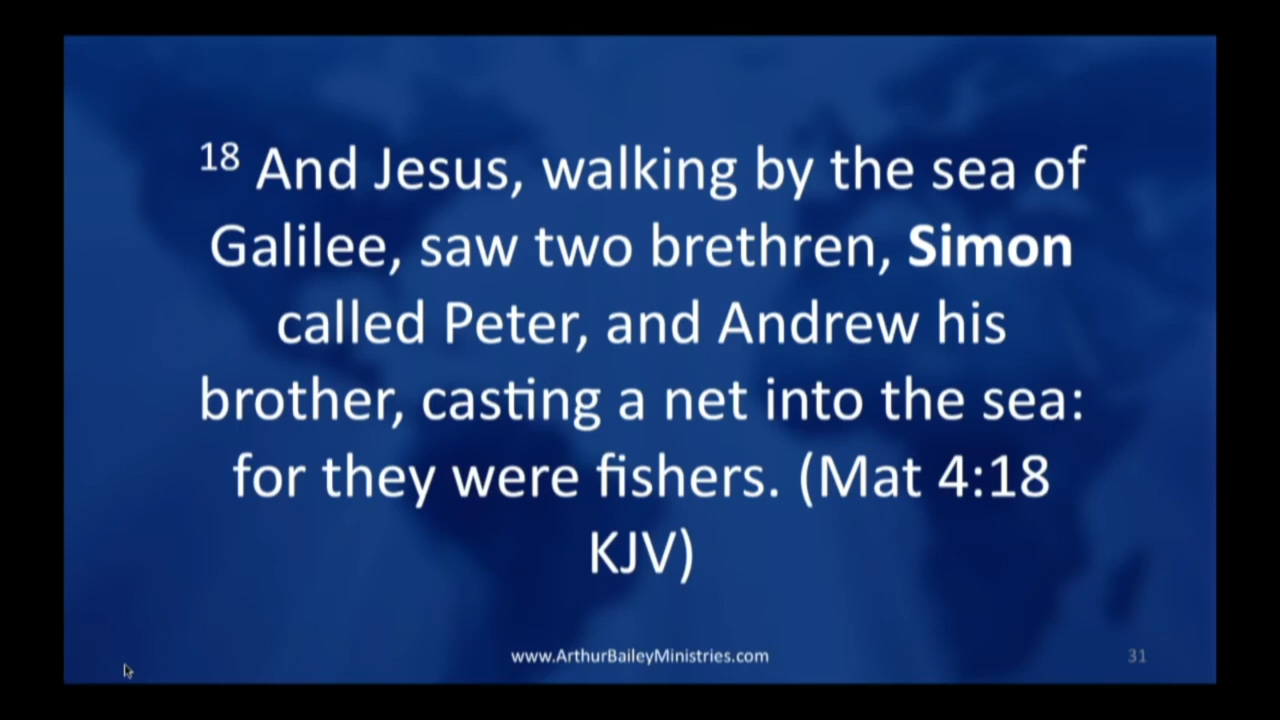 18 And Jesus, walking by the sea of
Galilee, saw two brethren, Simon
called Peter, and Andrew his
brother, casting a net into the sea:
for they were fishers. (Mat 4:18
KJV)
www.ArthurBaileyMinistries.com
31